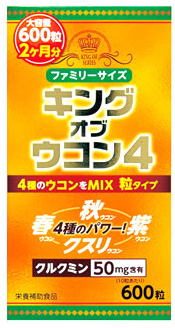 大容量
600粒
2ヶ月分
KING OF
SERIES
ファミリーサイズ
キング
オブ
ウコン4
4種のウコンをMIX 粒タイプ
秋ウコン
春ウコン 4種のパワー! 紫ウコン
クスリウコン
クルクミン 50mg含有
(10粒あたり)
栄養補助食品 600粒